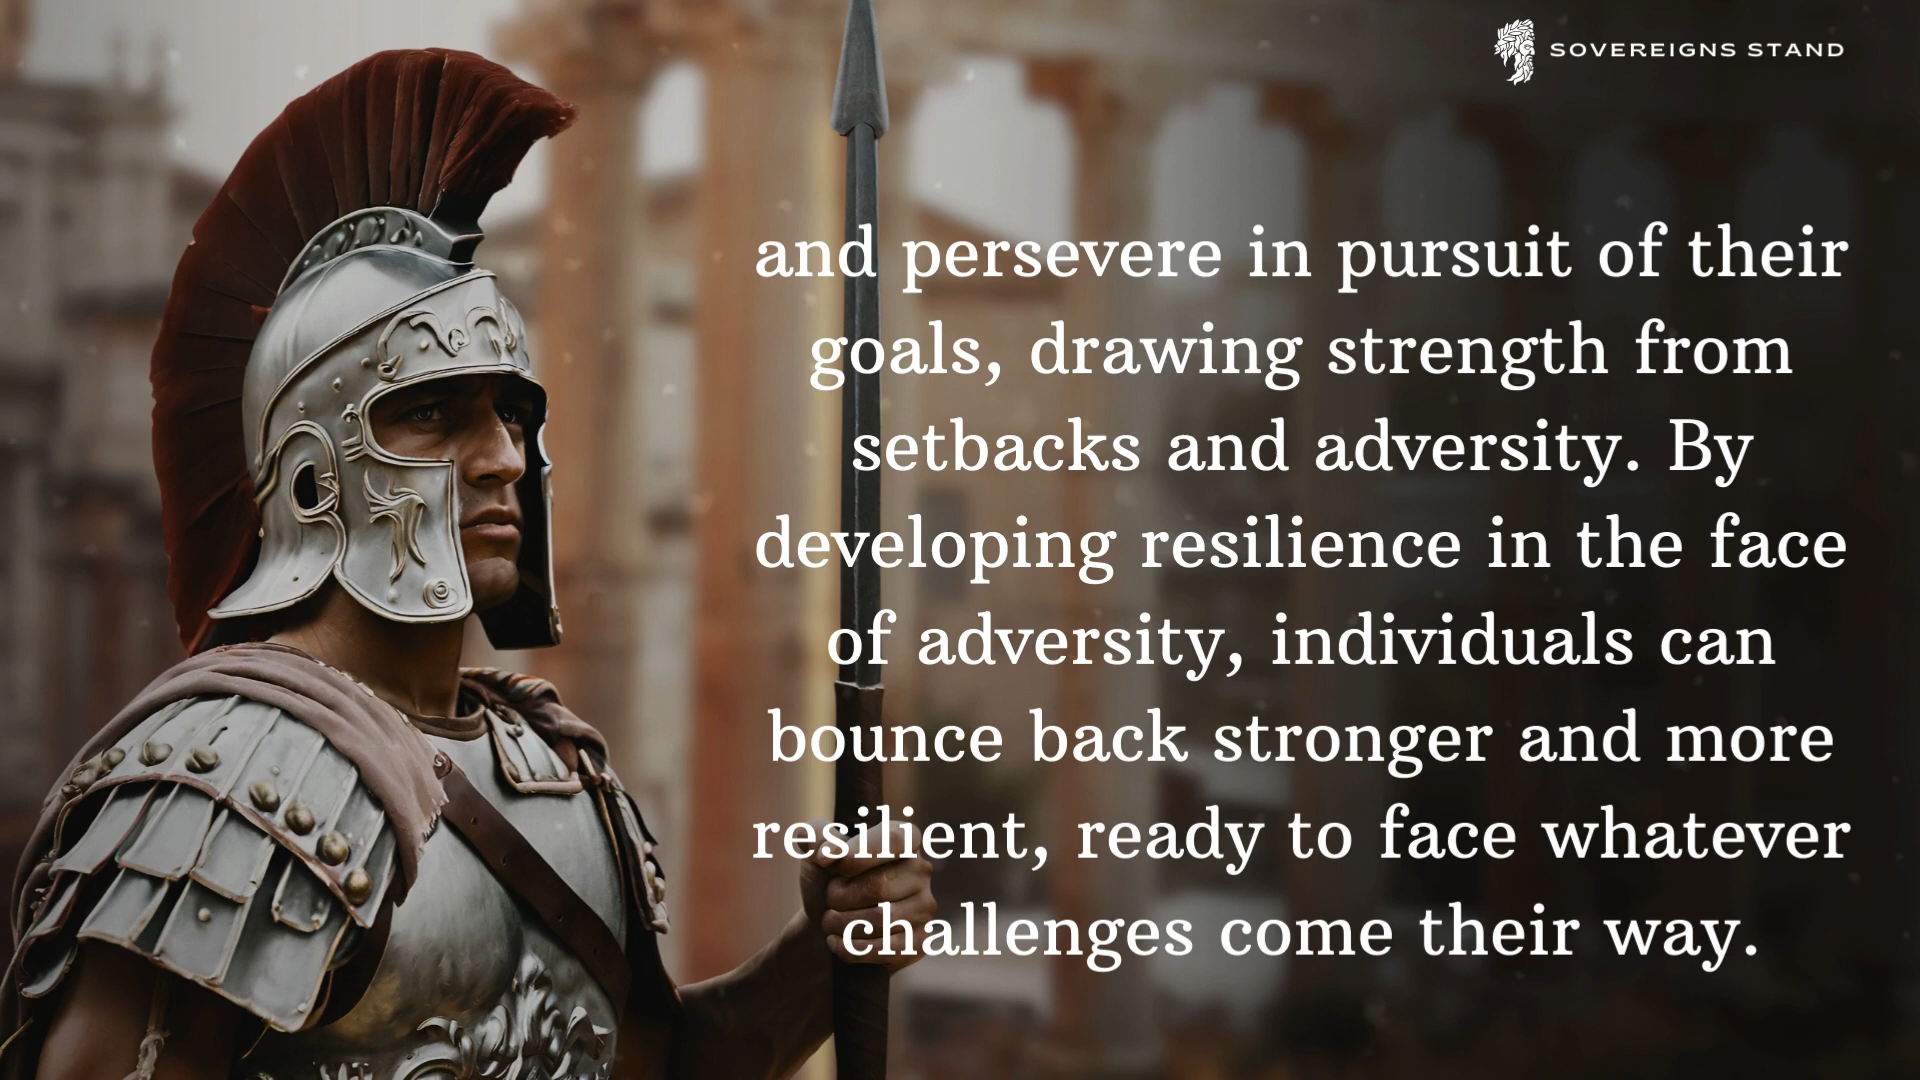 SOVEREIGNS STAND
and persevere in pursuit of their
goals, drawing strength from
setbacks and adversity. By
developing resilience in the face
of adversity, individuals can
bounce back stronger and more
resilient, ready to face whatever
challenges come their way.